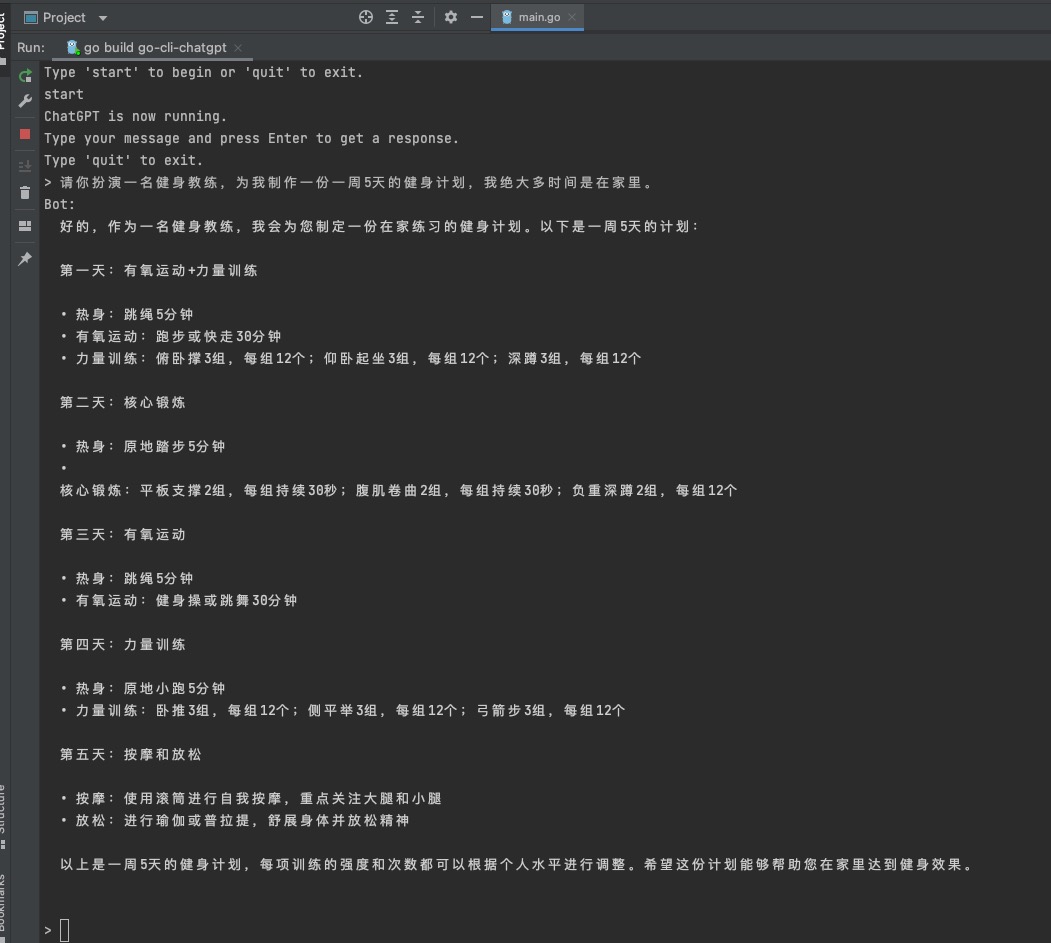 Project
main.go
Run:
go build go-cli-chatgpt
Type 'start' to begin or 'quit' to exit.
start
ChatGPT is now running.
Type your message and press Enter to get a response.
Type 'quit' to exit.
> 请你扮演一名健身教练，为我制作一份一周5天的健身计划，我绝大多时间是在家里。
Bot:
好的，作为一名健身教练，我会为您制定一份在家练习的健身计划。以下是一周5天的计划：
第一天：有氧运动+力量训练
• 热身：跳绳5分钟
• 有氧运动：跑步或快走30分钟
• 力量训练：俯卧撑3组，每组12个；仰卧起坐3组，每组12个；深蹲3组，每组12个
第二天：核心锻炼
• 热身：原地踏步5分钟
•
核心锻炼：平板支撑2组，每组持续30秒；腹肌卷曲2组，每组持续30秒；负重深蹲2组，每组12个
第三天：有氧运动
• 热身：跳绳5分钟
• 有氧运动：健身操或跳舞30分钟
第四天：力量训练
• 热身：原地小跑5分钟
• 力量训练：卧推3组，每组12个；侧平举3组，每组12个；弓箭步3组，每组12个
第五天：按摩和放松
• 按摩：使用滚筒进行自我按摩，重点关注大腿和小腿
• 放松：进行瑜伽或普拉提，舒展身体并放松精神
以上是一周5天的健身计划，每项训练的强度和次数都可以根据个人水平进行调整。希望这份计划能够帮助您在家里达到健身效果。
>
Project
Structure
Bookmarks